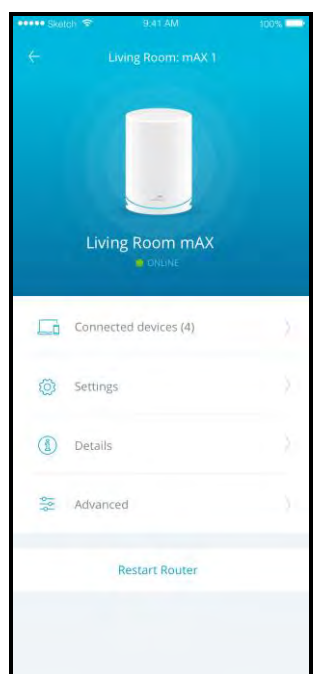 Sketch 9:41 AM 100%
Living Room: mAX 1
Living Room mAX
ONLINE
Connected devices (4)
Settings
Details
Advanced
Restart Router